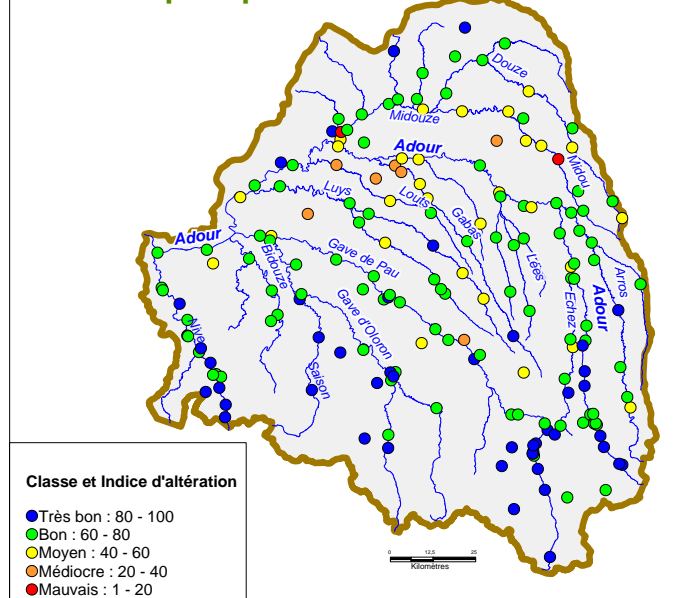 Douze
Midouze
Adour
Midou
Luys
Louts
Gabas
Adour
Bidouze
Gave de Pau
Lées
Arros
Echez
Adour
Gave d'Oloron
Nive
Saison
Classe et Indice d'altération
Très bon : 80 - 100
Bon : 60 - 80
Moyen : 40 - 60
Médiocre : 20 - 40
Mauvais : 1 - 20
0 12,5 25
Kilomètres